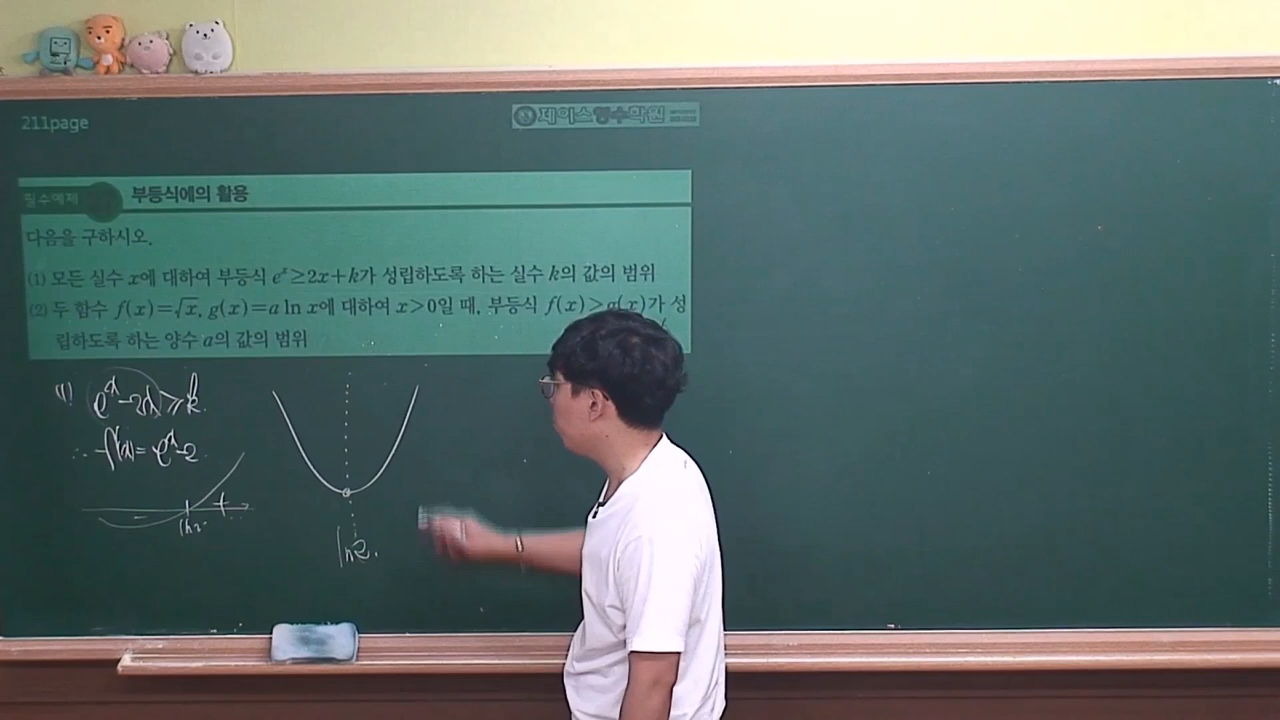 211page
제이스영수학원
필수예제
부등식에의 활용
다음을 구하시오.
(1) 모든 실수 x에 대하여 부등식 eˣ≥2x+k가 성립하도록 하는 실수 k의 값의 범위
(2) 두 함수 f(x)=√x, g(x)=a ln x에 대하여 x>0일 때, 부등식 f(x)>g(x)가 성
립하도록 하는 양수 a의 값의 범위
(1) eˣ-2x≥k.
∴ f'(x)=eˣ-2
- +
ln2
ln2.